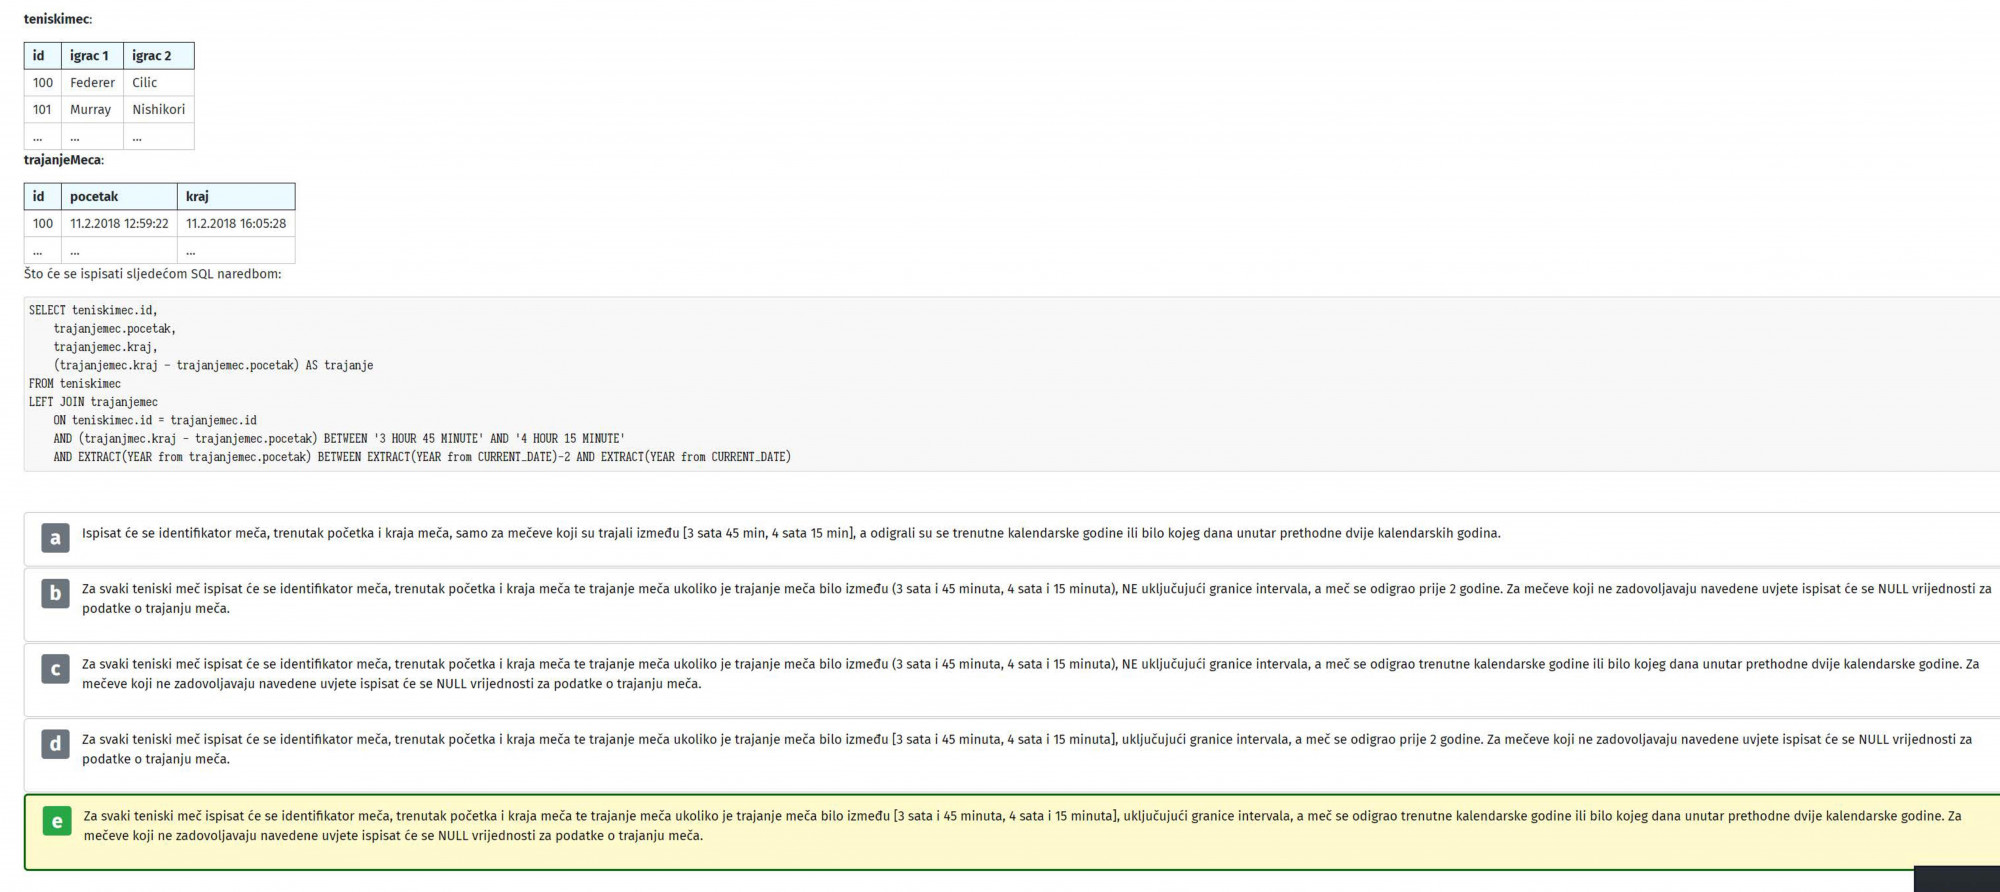 teniskimec:
id igrac 1 igrac 2
100 Federer Cilic
101 Murray Nishikori
... ... ...
trajanjeMeca:
id pocetak kraj
100 11.2.2018 12:59:22 11.2.2018 16:05:28
... ... ...
Što će se ispisati sljedećom SQL naredbom:
SELECT teniskimec.id,
trajanjemec.pocetak,
trajanjemec.kraj,
(trajanjemec.kraj - trajanjemec.pocetak) AS trajanje
FROM teniskimec
LEFT JOIN trajanjemec
ON teniskimec.id = trajanjemec.id
AND (trajanjmec.kraj - trajanjemec.pocetak) BETWEEN '3 HOUR 45 MINUTE' AND '4 HOUR 15 MINUTE'
AND EXTRACT(YEAR from trajanjemec.pocetak) BETWEEN EXTRACT(YEAR from CURRENT_DATE)-2 AND EXTRACT(YEAR from CURRENT_DATE)
a Ispisat će se identifikator meča, trenutak početka i kraja meča, samo za mečeve koji su trajali između [3 sata 45 min, 4 sata 15 min], a odigrali su se trenutne kalendarske godine ili bilo kojeg dana unutar prethodne dvije kalendarskih godina.
b Za svaki teniski meč ispisat će se identifikator meča, trenutak početka i kraja meča te trajanje meča ukoliko je trajanje meča bilo između (3 sata i 45 minuta, 4 sata i 15 minuta), NE uključujući granice intervala, a meč se odigrao prije 2 godine. Za mečeve koji ne zadovoljavaju navedene uvjete ispisat će se NULL vrijednosti za
podatke o trajanju meča.
c Za svaki teniski meč ispisat će se identifikator meča, trenutak početka i kraja meča te trajanje meča ukoliko je trajanje meča bilo između (3 sata i 45 minuta, 4 sata i 15 minuta), NE uključujući granice intervala, a meč se odigrao trenutne kalendarske godine ili bilo kojeg dana unutar prethodne dvije kalendarske godine. Za
mečeve koji ne zadovoljavaju navedene uvjete ispisat će se NULL vrijednosti za podatke o trajanju meča.
d Za svaki teniski meč ispisat će se identifikator meča, trenutak početka i kraja meča te trajanje meča ukoliko je trajanje meča bilo između [3 sata i 45 minuta, 4 sata i 15 minuta], uključujući granice intervala, a meč se odigrao prije 2 godine. Za mečeve koji ne zadovoljavaju navedene uvjete ispisat će se NULL vrijednosti za
podatke o trajanju meča.
e Za svaki teniski meč ispisat će se identifikator meča, trenutak početka i kraja meča te trajanje meča ukoliko je trajanje meča bilo između [3 sata i 45 minuta, 4 sata i 15 minuta], uključujući granice intervala, a meč se odigrao trenutne kalendarske godine ili bilo kojeg dana unutar prethodne dvije kalendarske godine. Za
mečeve koji ne zadovoljavaju navedene uvjete ispisat će se NULL vrijednosti za podatke o trajanju meča.